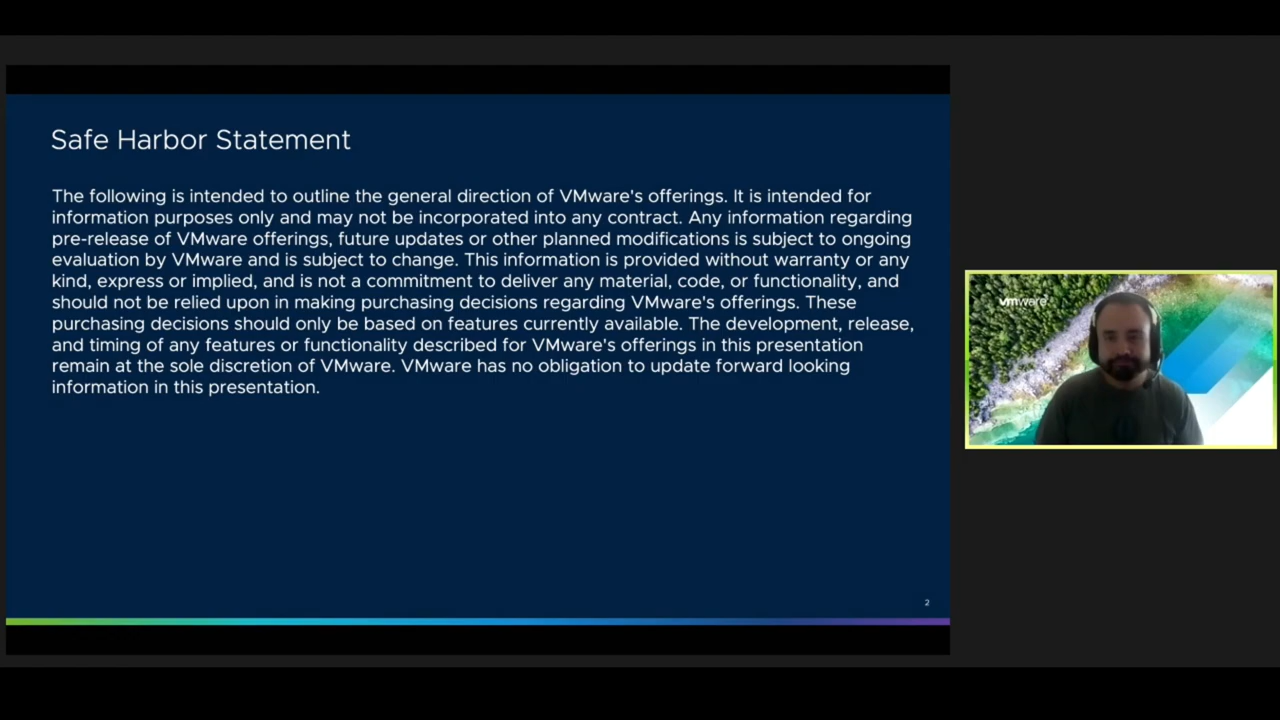 Safe Harbor Statement
The following is intended to outline the general direction of VMware's offerings. It is intended for
information purposes only and may not be incorporated into any contract. Any information regarding
pre-release of VMware offerings, future updates or other planned modifications is subject to ongoing
evaluation by VMware and is subject to change. This information is provided without warranty or any
kind, express or implied, and is not a commitment to deliver any material, code, or functionality, and
should not be relied upon in making purchasing decisions regarding VMware's offerings. These
purchasing decisions should only be based on features currently available. The development, release,
and timing of any features or functionality described for VMware's offerings in this presentation
remain at the sole discretion of VMware. VMware has no obligation to update forward looking
information in this presentation.
2
vmware